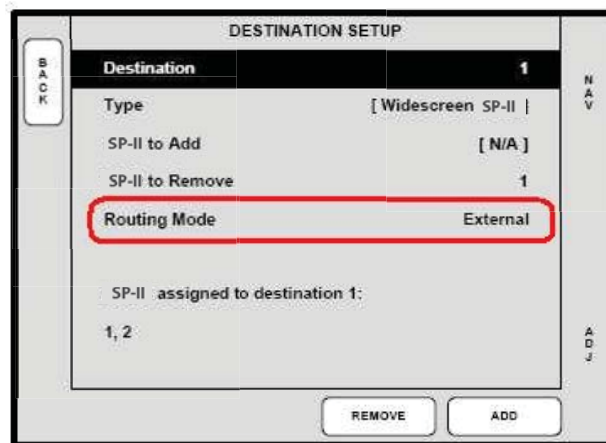 DESTINATION SETUP
BACK
Destination 1
NAV
Type [ Widescreen SP-II ]
SP-II to Add [ N/A ]
SP-II to Remove 1
Routing Mode External
SP-II assigned to destination 1:
1, 2
ADJ
REMOVE ADD